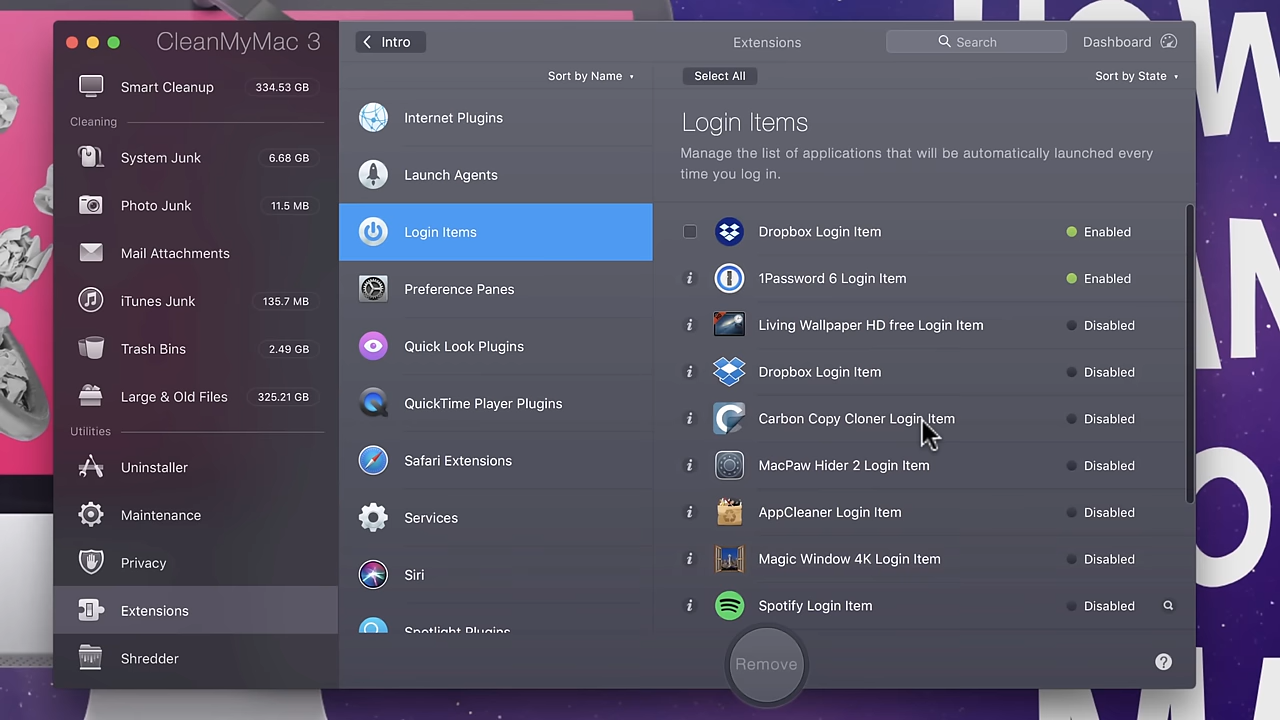 CleanMyMac 3
Smart Cleanup 334.53 GB
Cleaning
System Junk 6.68 GB
Photo Junk 11.5 MB
Mail Attachments
iTunes Junk 135.7 MB
Trash Bins 2.49 GB
Large & Old Files 325.21 GB
Utilities
Uninstaller
Maintenance
Privacy
Extensions
Shredder
Intro
Extensions
Search
Dashboard
Sort by Name
Internet Plugins
Launch Agents
Login Items
Preference Panes
Quick Look Plugins
QuickTime Player Plugins
Safari Extensions
Services
Siri
Spotlight Plugins
Select All
Sort by State
Login Items
Manage the list of applications that will be automatically launched every
time you log in.
Dropbox Login Item Enabled
1Password 6 Login Item Enabled
Living Wallpaper HD free Login Item Disabled
Dropbox Login Item Disabled
Carbon Copy Cloner Login Item Disabled
MacPaw Hider 2 Login Item Disabled
AppCleaner Login Item Disabled
Magic Window 4K Login Item Disabled
Spotify Login Item Disabled
Remove
?